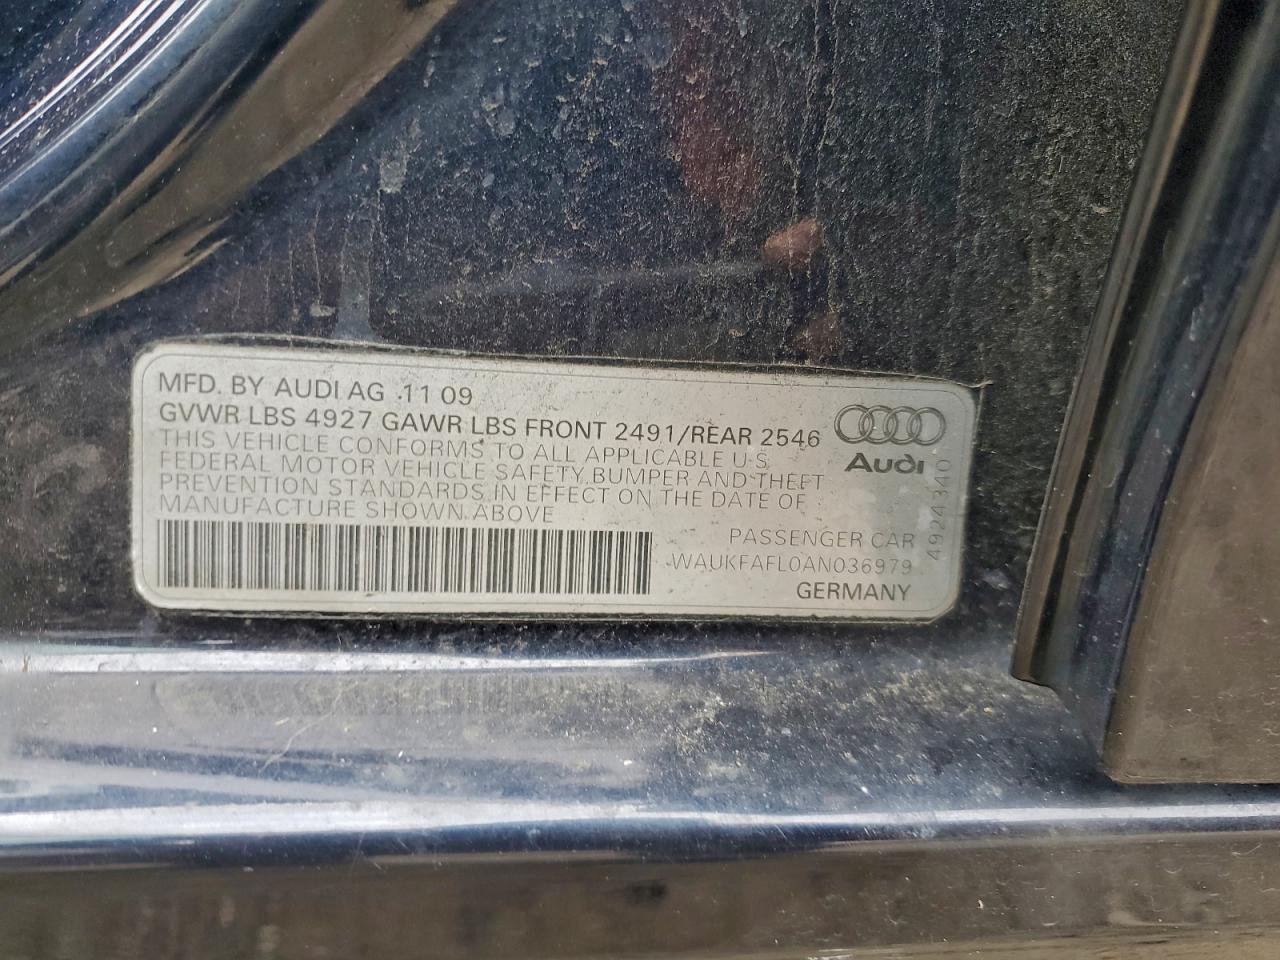 MFD. BY AUDI AG 11 09
GVWR LBS 4927 GAWR LBS FRONT 2491/REAR 2546
THIS VEHICLE CONFORMS TO ALL APPLICABLE U.S.
FEDERAL MOTOR VEHICLE SAFETY, BUMPER AND THEFT
PREVENTION STANDARDS IN EFFECT ON THE DATE OF
MANUFACTURE SHOWN ABOVE
Audi
PASSENGER CAR
WAUKFAFL0AN036979
GERMANY
4924340